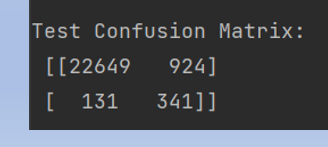 Test Confusion Matrix:
[[22649   924]
[  131   341]]